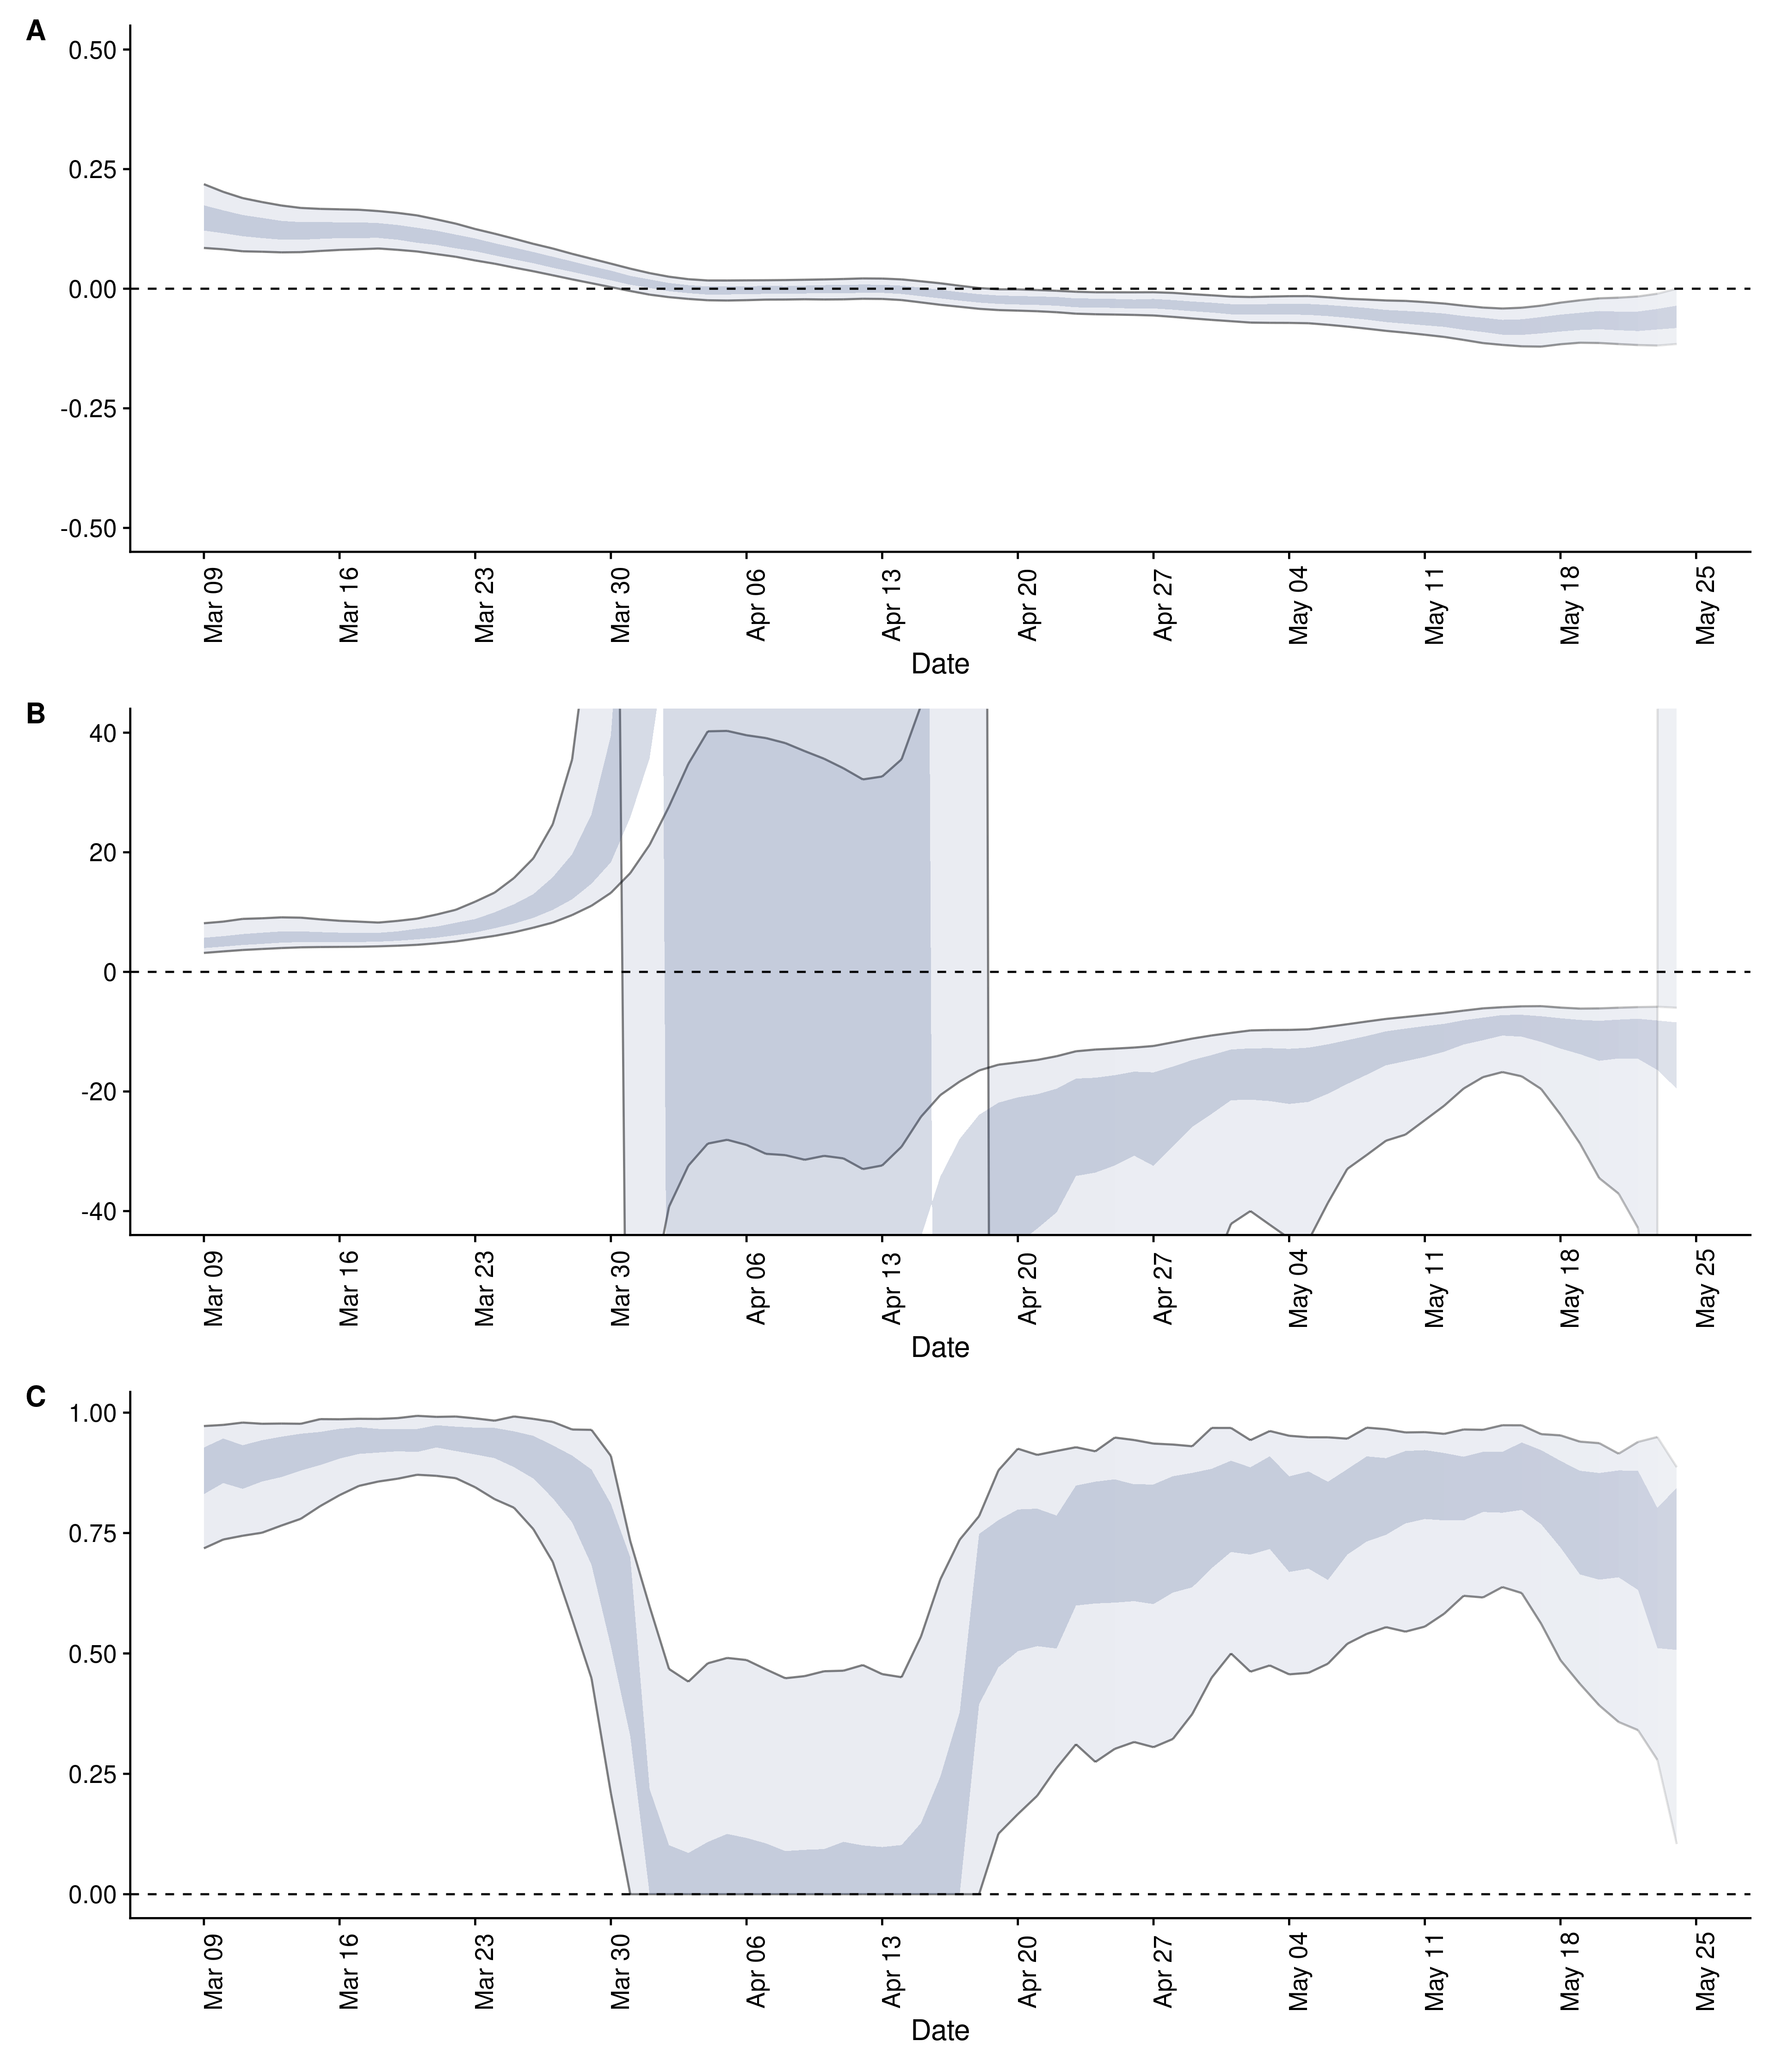 A
0.50
0.25
0.00
-0.25
-0.50
Mar 09
Mar 16
Mar 23
Mar 30
Apr 06
Apr 13
Apr 20
Apr 27
May 04
May 11
May 18
May 25
Date
B
40
20
0
-20
-40
Mar 09
Mar 16
Mar 23
Mar 30
Apr 06
Apr 13
Apr 20
Apr 27
May 04
May 11
May 18
May 25
Date
C
1.00
0.75
0.50
0.25
0.00
Mar 09
Mar 16
Mar 23
Mar 30
Apr 06
Apr 13
Apr 20
Apr 27
May 04
May 11
May 18
May 25
Date